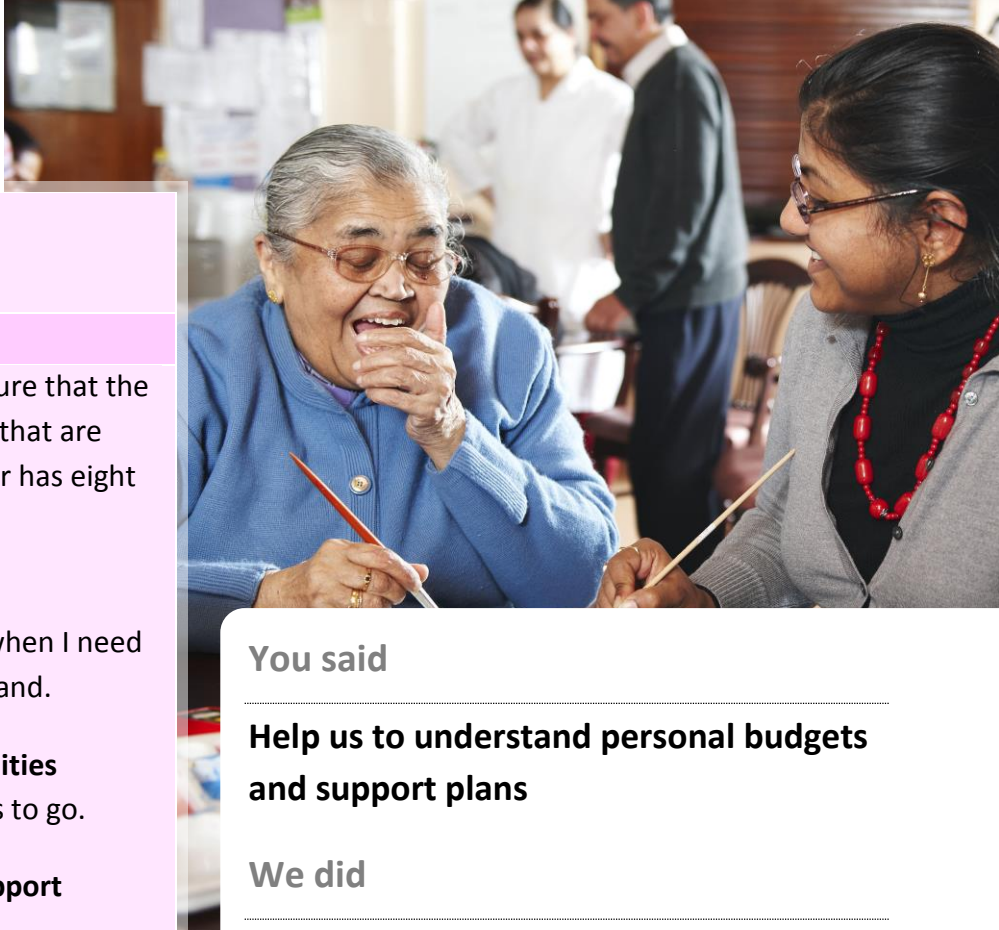 ure that the
that are
r has eight
when I need
and.
ities
s to go.
pport
You said
Help us to understand personal budgets
and support plans
We did